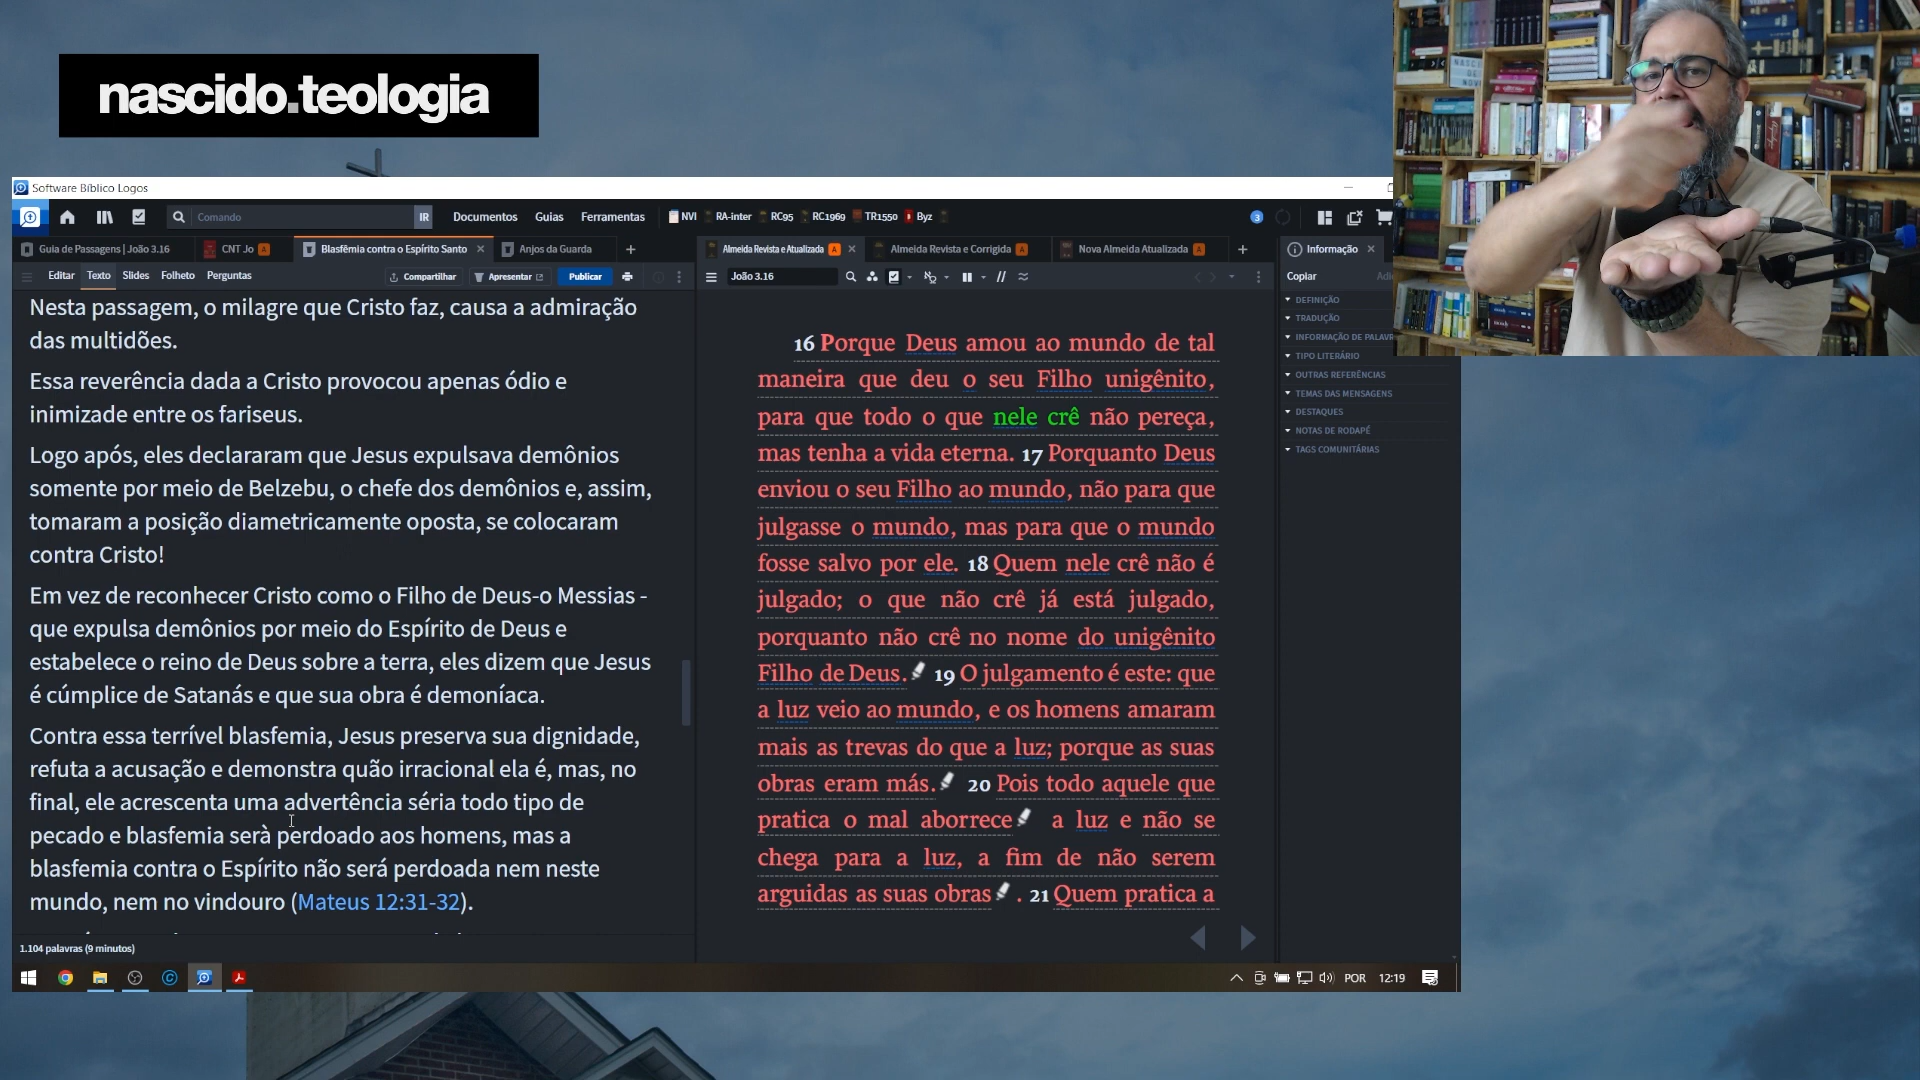 nascido.teologia
Software Bíblico Logos
Comando
IR
Documentos
Guias
Ferramentas
NVI
RA-inter
RC95
RC1969
TR1550
Byz
3
Guia de Passagens | João 3.16
CNT Jo
A
Blasfêmia contra o Espírito Santo
Anjos da Guarda
Editar
Texto
Slides
Folheto
Perguntas
Compartilhar
Apresentar
Publicar
Nesta passagem, o milagre que Cristo faz, causa a admiração
das multidões.
Essa reverência dada a Cristo provocou apenas ódio e
inimizade entre os fariseus.
Logo após, eles declararam que Jesus expulsava demônios
somente por meio de Belzebu, o chefe dos demônios e, assim,
tomaram a posição diametricamente oposta, se colocaram
contra Cristo!
Em vez de reconhecer Cristo como o Filho de Deus-o Messias -
que expulsa demônios por meio do Espírito de Deus e
estabelece o reino de Deus sobre a terra, eles dizem que Jesus
é cúmplice de Satanás e que sua obra é demoníaca.
Contra essa terrível blasfemia, Jesus preserva sua dignidade,
refuta a acusação e demonstra quão irracional ela é, mas, no
final, ele acrescenta uma advertência séria todo tipo de
pecado e blasfemia serà perdoado aos homens, mas a
blasfemia contra o Espírito não será perdoada nem neste
mundo, nem no vindouro (Mateus 12:31-32).
1.104 palavras (9 minutos)
Almeida Revista e Atualizada
A
Almeida Revista e Corrigida
A
Nova Almeida Atualizada
A
João 3.16
16 Porque Deus amou ao mundo de tal
maneira que deu o seu Filho unigênito,
para que todo o que nele crê não pereça,
mas tenha a vida eterna. 17 Porquanto Deus
enviou o seu Filho ao mundo, não para que
julgasse o mundo, mas para que o mundo
fosse salvo por ele. 18 Quem nele crê não é
julgado; o que não crê já está julgado,
porquanto não crê no nome do unigênito
Filho de Deus. 19 O julgamento é este: que
a luz veio ao mundo, e os homens amaram
mais as trevas do que a luz; porque as suas
obras eram más. 20 Pois todo aquele que
pratica o mal aborrece a luz e não se
chega para a luz, a fim de não serem
arguidas as suas obras. 21 Quem pratica a
Informação
Copiar
DEFINIÇÃO
TRADUÇÃO
INFORMAÇÃO DE PALAVR
TIPO LITERÁRIO
OUTRAS REFERÊNCIAS
TEMAS DAS MENSAGENS
DESTAQUES
NOTAS DE RODAPÉ
TAGS COMUNITÁRIAS
POR
12:19